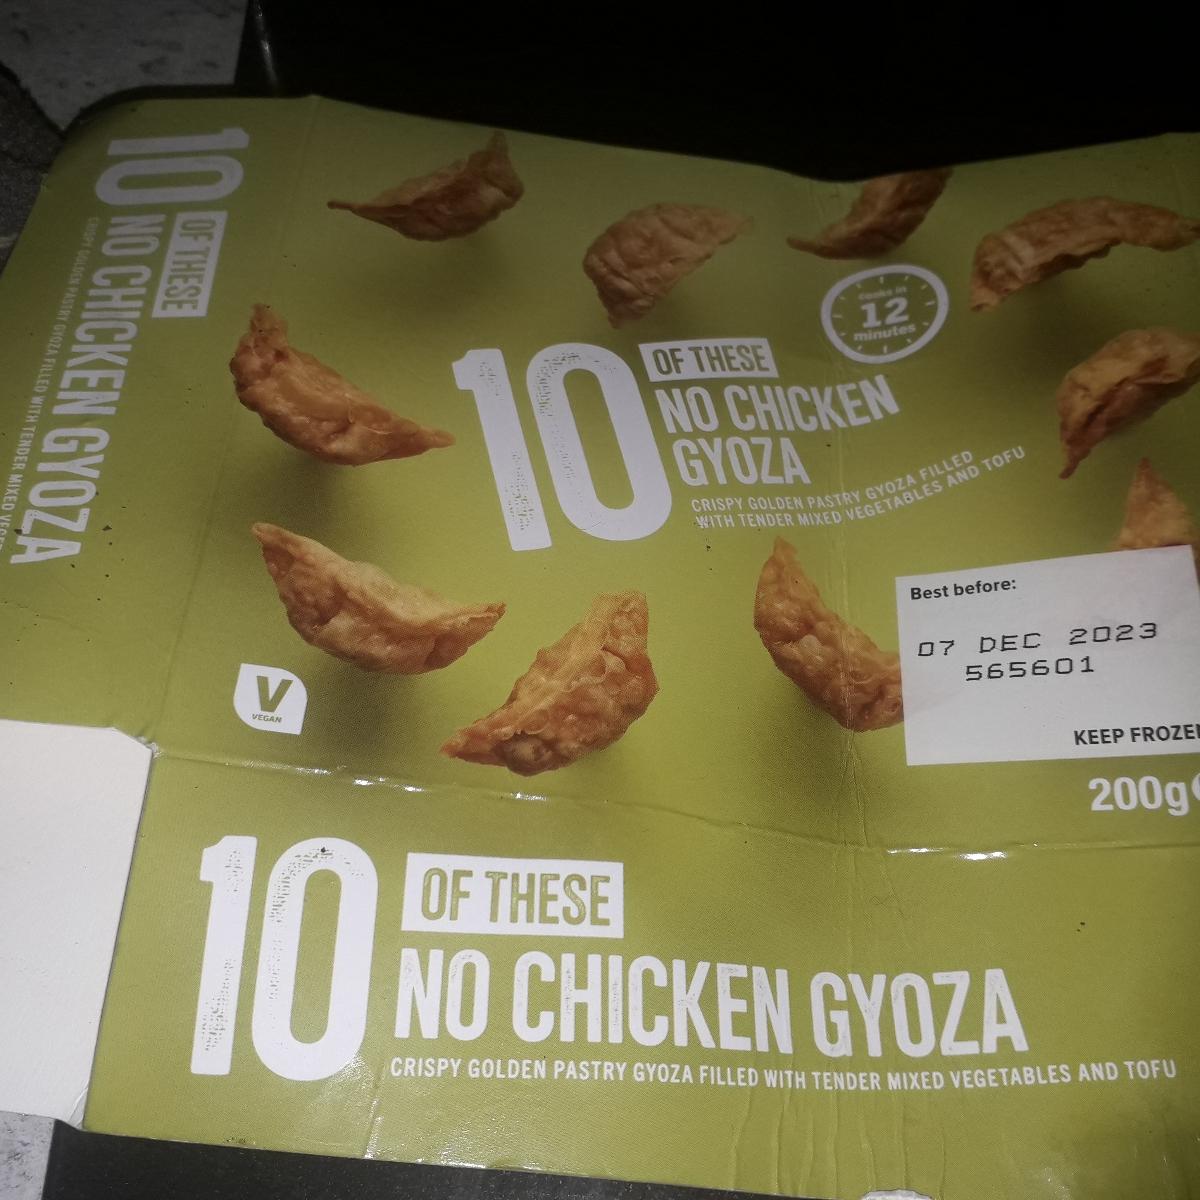 10
OF THESE
NO CHICKEN GYOZA
CRISPY GOLDEN PASTRY GYOZA FILLED WITH TENDER MIXED
Cooks in
12
minutes
10
OF THESE
NO CHICKEN
GYOZA
CRISPY GOLDEN PASTRY GYOZA FILLED
WITH TENDER MIXED VEGETABLES AND TOFU
Best before:
07 DEC 2023
565601
KEEP FROZEN
V
VEGAN
200g
10
OF THESE
NO CHICKEN GYOZA
CRISPY GOLDEN PASTRY GYOZA FILLED WITH TENDER MIXED VEGETABLES AND TOFU